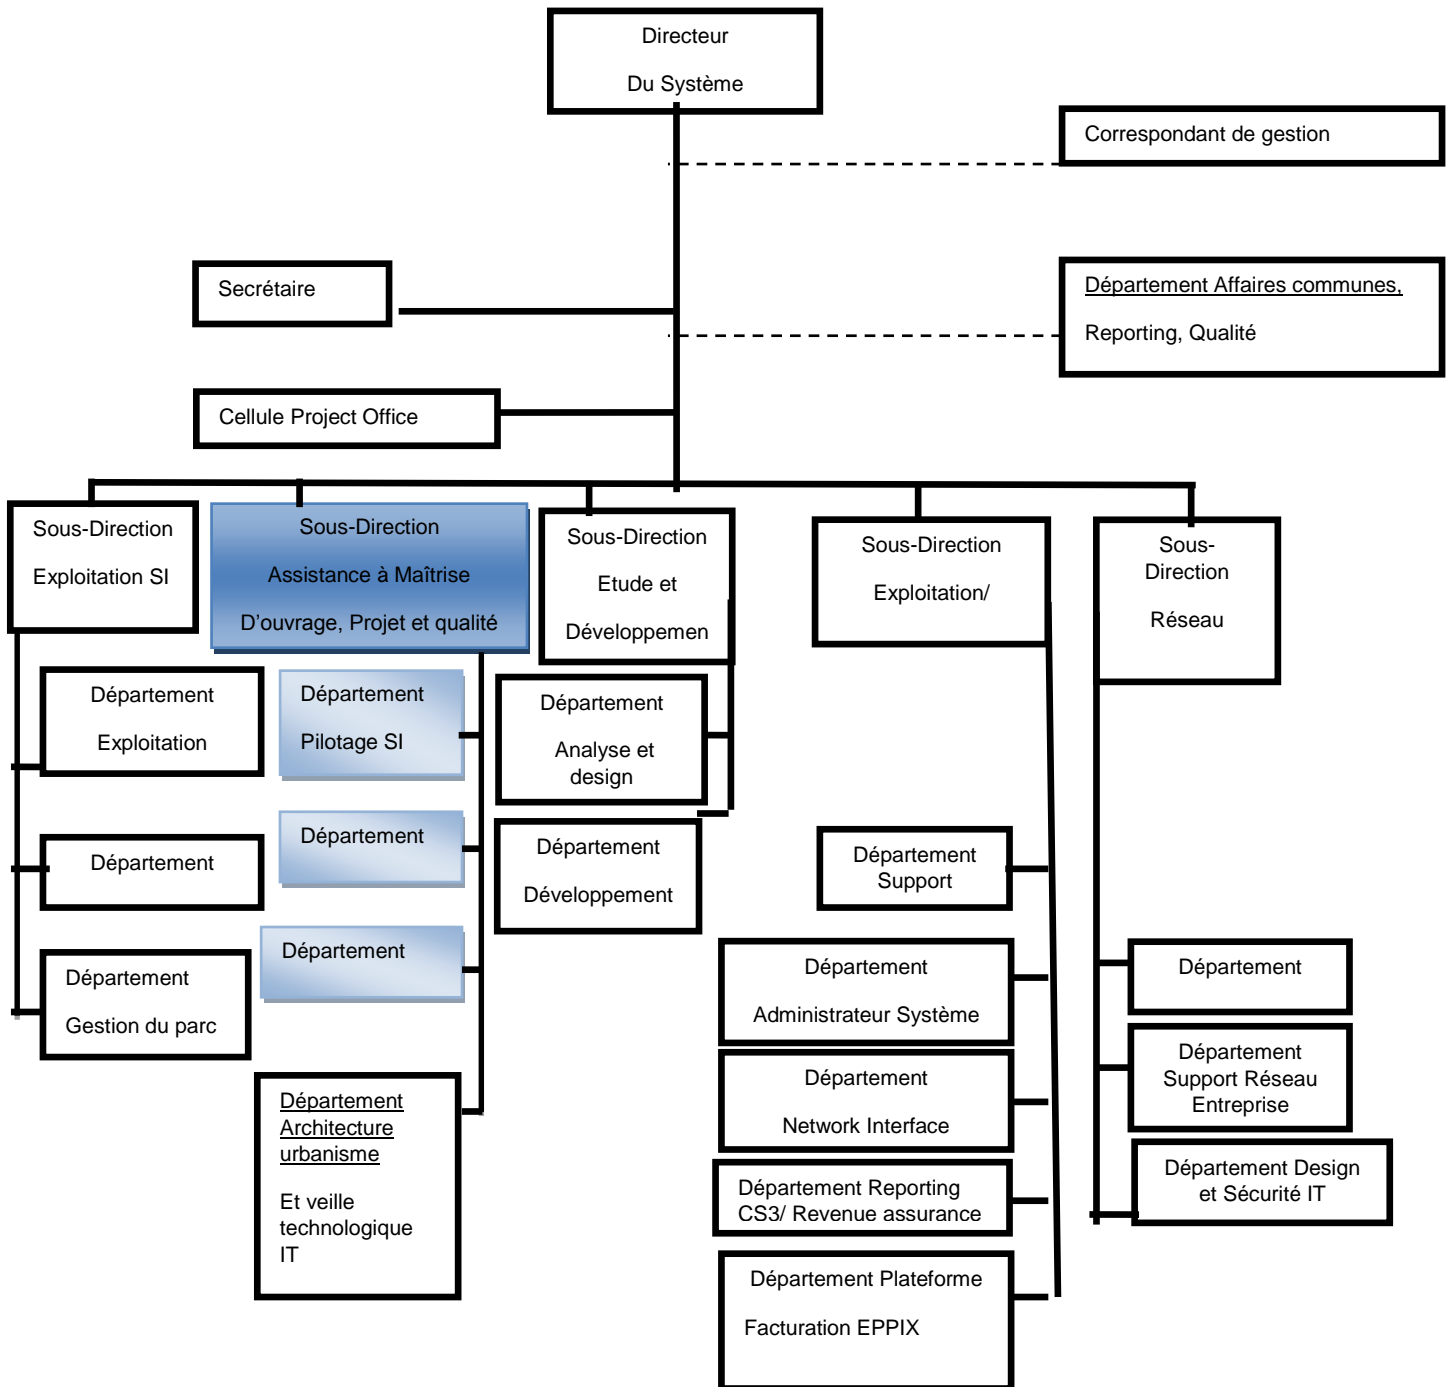 Directeur
Du Système
Correspondant de gestion
Secrétaire
Département Affaires communes,
Reporting, Qualité
Cellule Project Office
Sous-Direction
Exploitation SI
Sous-Direction
Assistance à Maîtrise
D'ouvrage, Projet et qualité
Sous-Direction
Etude et
Développemen
Sous-Direction
Exploitation/
Sous-
Direction
Réseau
Département
Exploitation
Département
Département
Gestion du parc
Département
Pilotage SI
Département
Département
Département
Architecture
urbanisme
Et veille
technologique
IT
Département
Analyse et
design
Département
Développement
Département
Support
Département
Administrateur Système
Département
Network Interface
Département Reporting
CS3/ Revenue assurance
Département Plateforme
Facturation EPPIX
Département
Département
Support Réseau
Entreprise
Département Design
et Sécurité IT